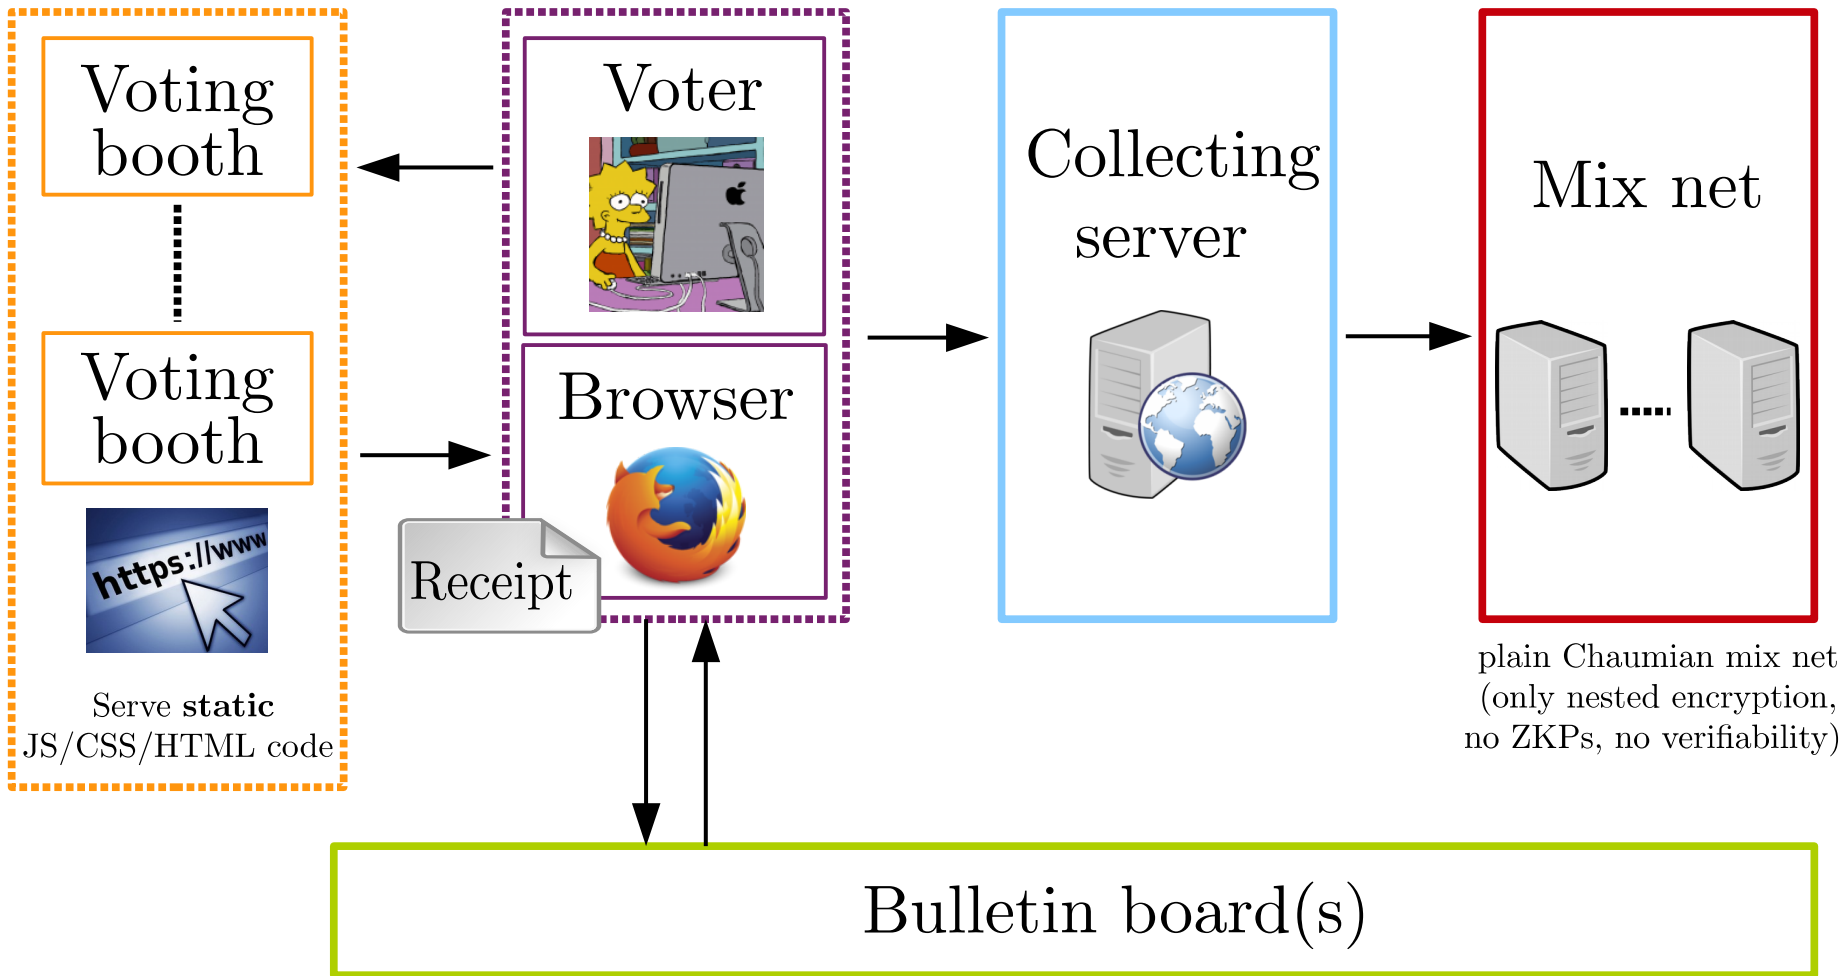 Voting
booth
Voting
booth
https://www
Serve static
JS/CSS/HTML code
Voter
Browser
Receipt
Collecting
server
Mix net
plain Chaumian mix net
(only nested encryption,
no ZKPs, no verifiability)
Bulletin board(s)